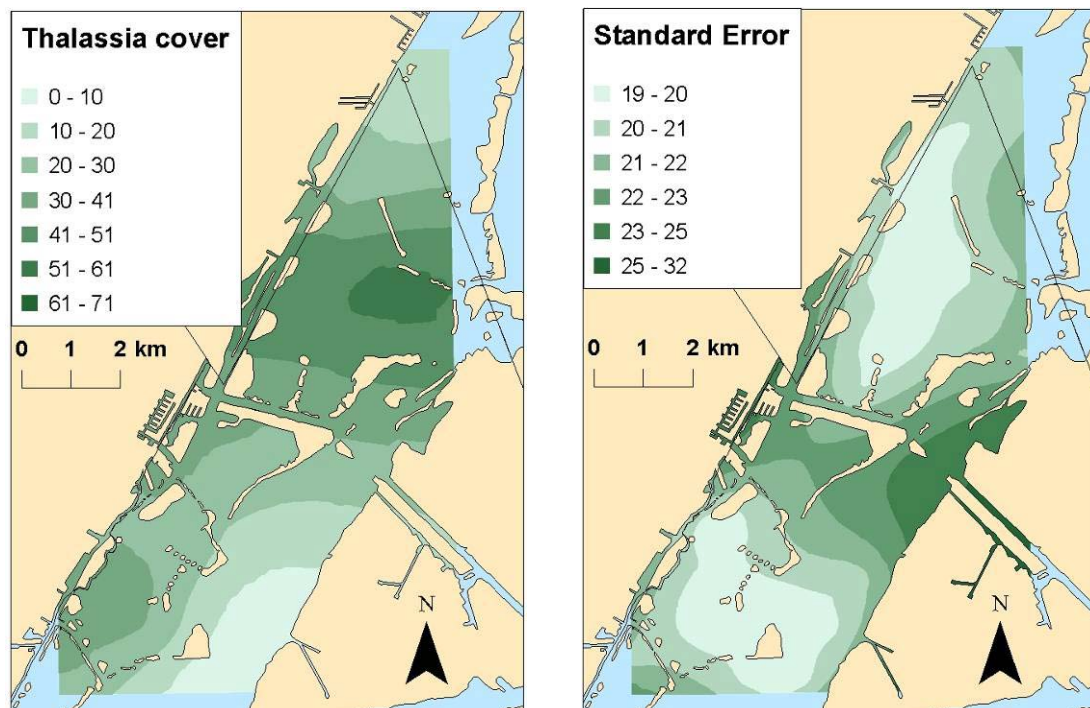 Thalassia cover
0 - 10
10 - 20
20 - 30
30 - 41
41 - 51
51 - 61
61 - 71
0 1 2 km
N
Standard Error
19 - 20
20 - 21
21 - 22
22 - 23
23 - 25
25 - 32
0 1 2 km
N